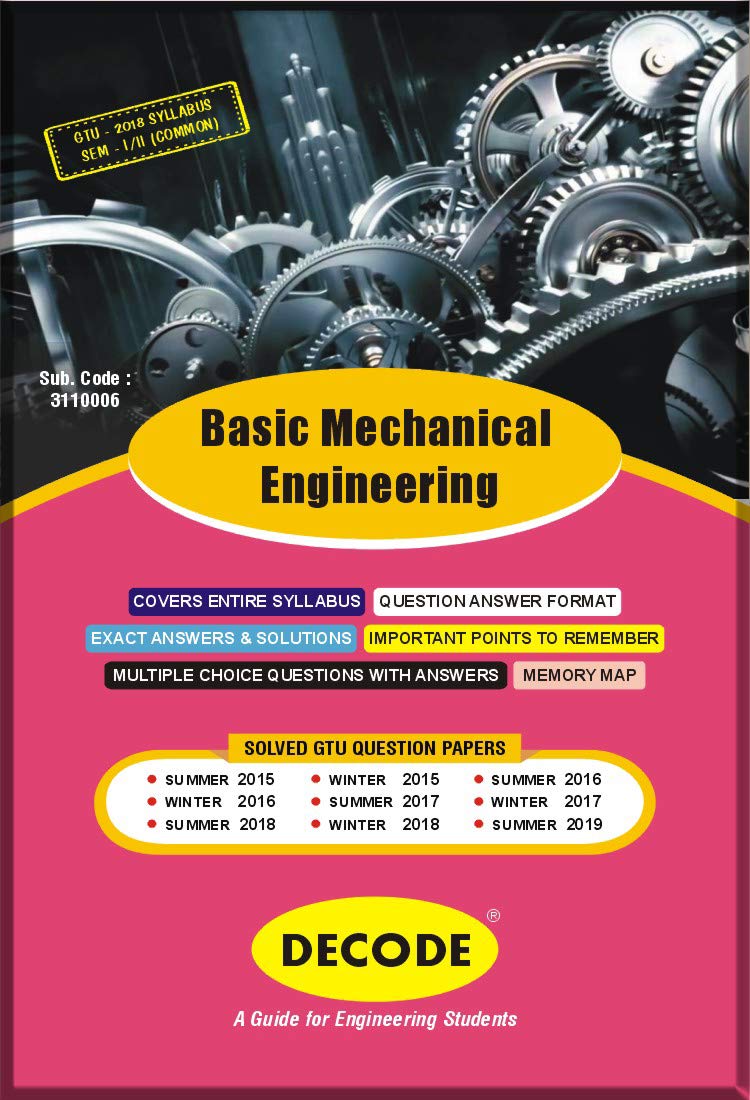 GTU - 2018 SYLLABUS
SEM - I/II (COMMON)
Sub. Code :
3110006
Basic Mechanical
Engineering
COVERS ENTIRE SYLLABUS QUESTION ANSWER FORMAT
EXACT ANSWERS & SOLUTIONS IMPORTANT POINTS TO REMEMBER
MULTIPLE CHOICE QUESTIONS WITH ANSWERS MEMORY MAP
SOLVED GTU QUESTION PAPERS
• SUMMER 2015 • WINTER 2015 • SUMMER 2016
• WINTER 2016 • SUMMER 2017 • WINTER 2017
• SUMMER 2018 • WINTER 2018 • SUMMER 2019
DECODE ®
A Guide for Engineering Students